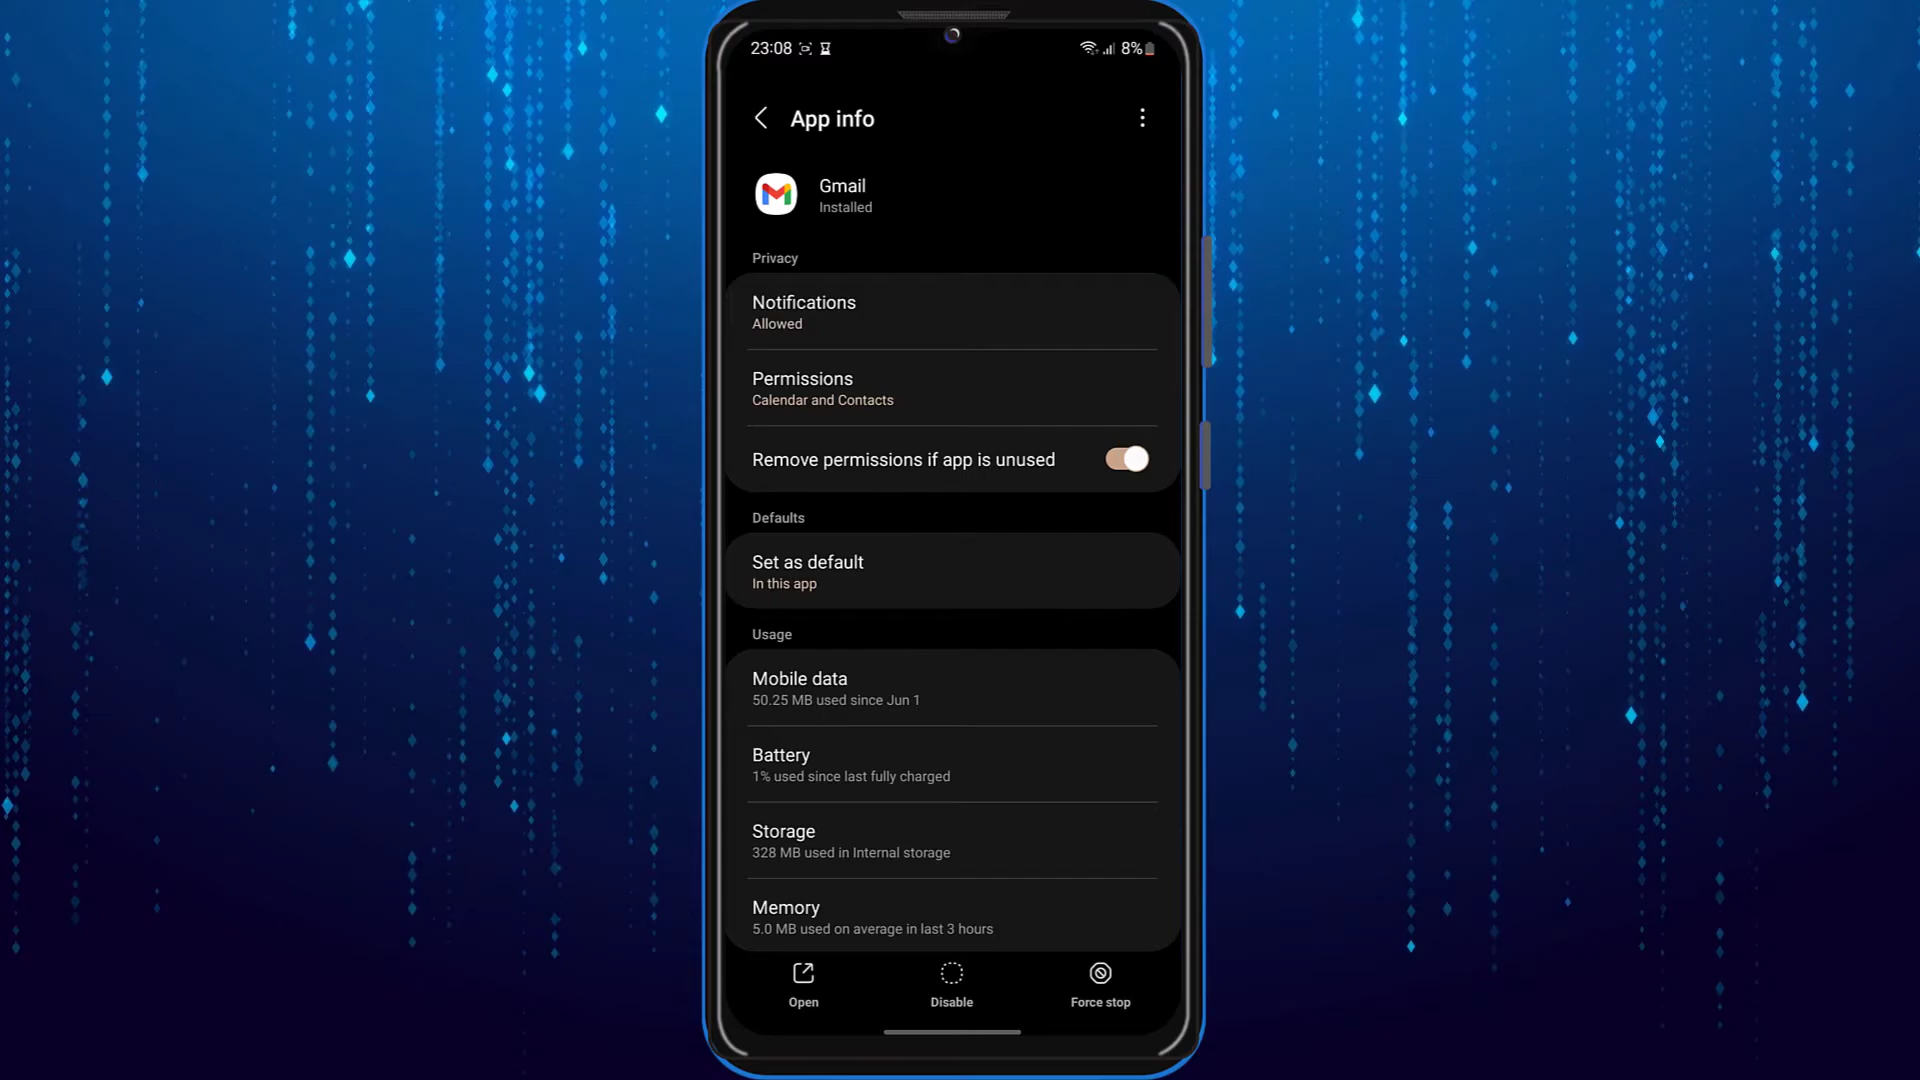 23:08
8%
App info
Gmail
Installed
Privacy
Notifications
Allowed
Permissions
Calendar and Contacts
Remove permissions if app is unused
Defaults
Set as default
In this app
Usage
Mobile data
50.25 MB used since Jun 1
Battery
1% used since last fully charged
Storage
328 MB used in Internal storage
Memory
5.0 MB used on average in last 3 hours
Open
Disable
Force stop